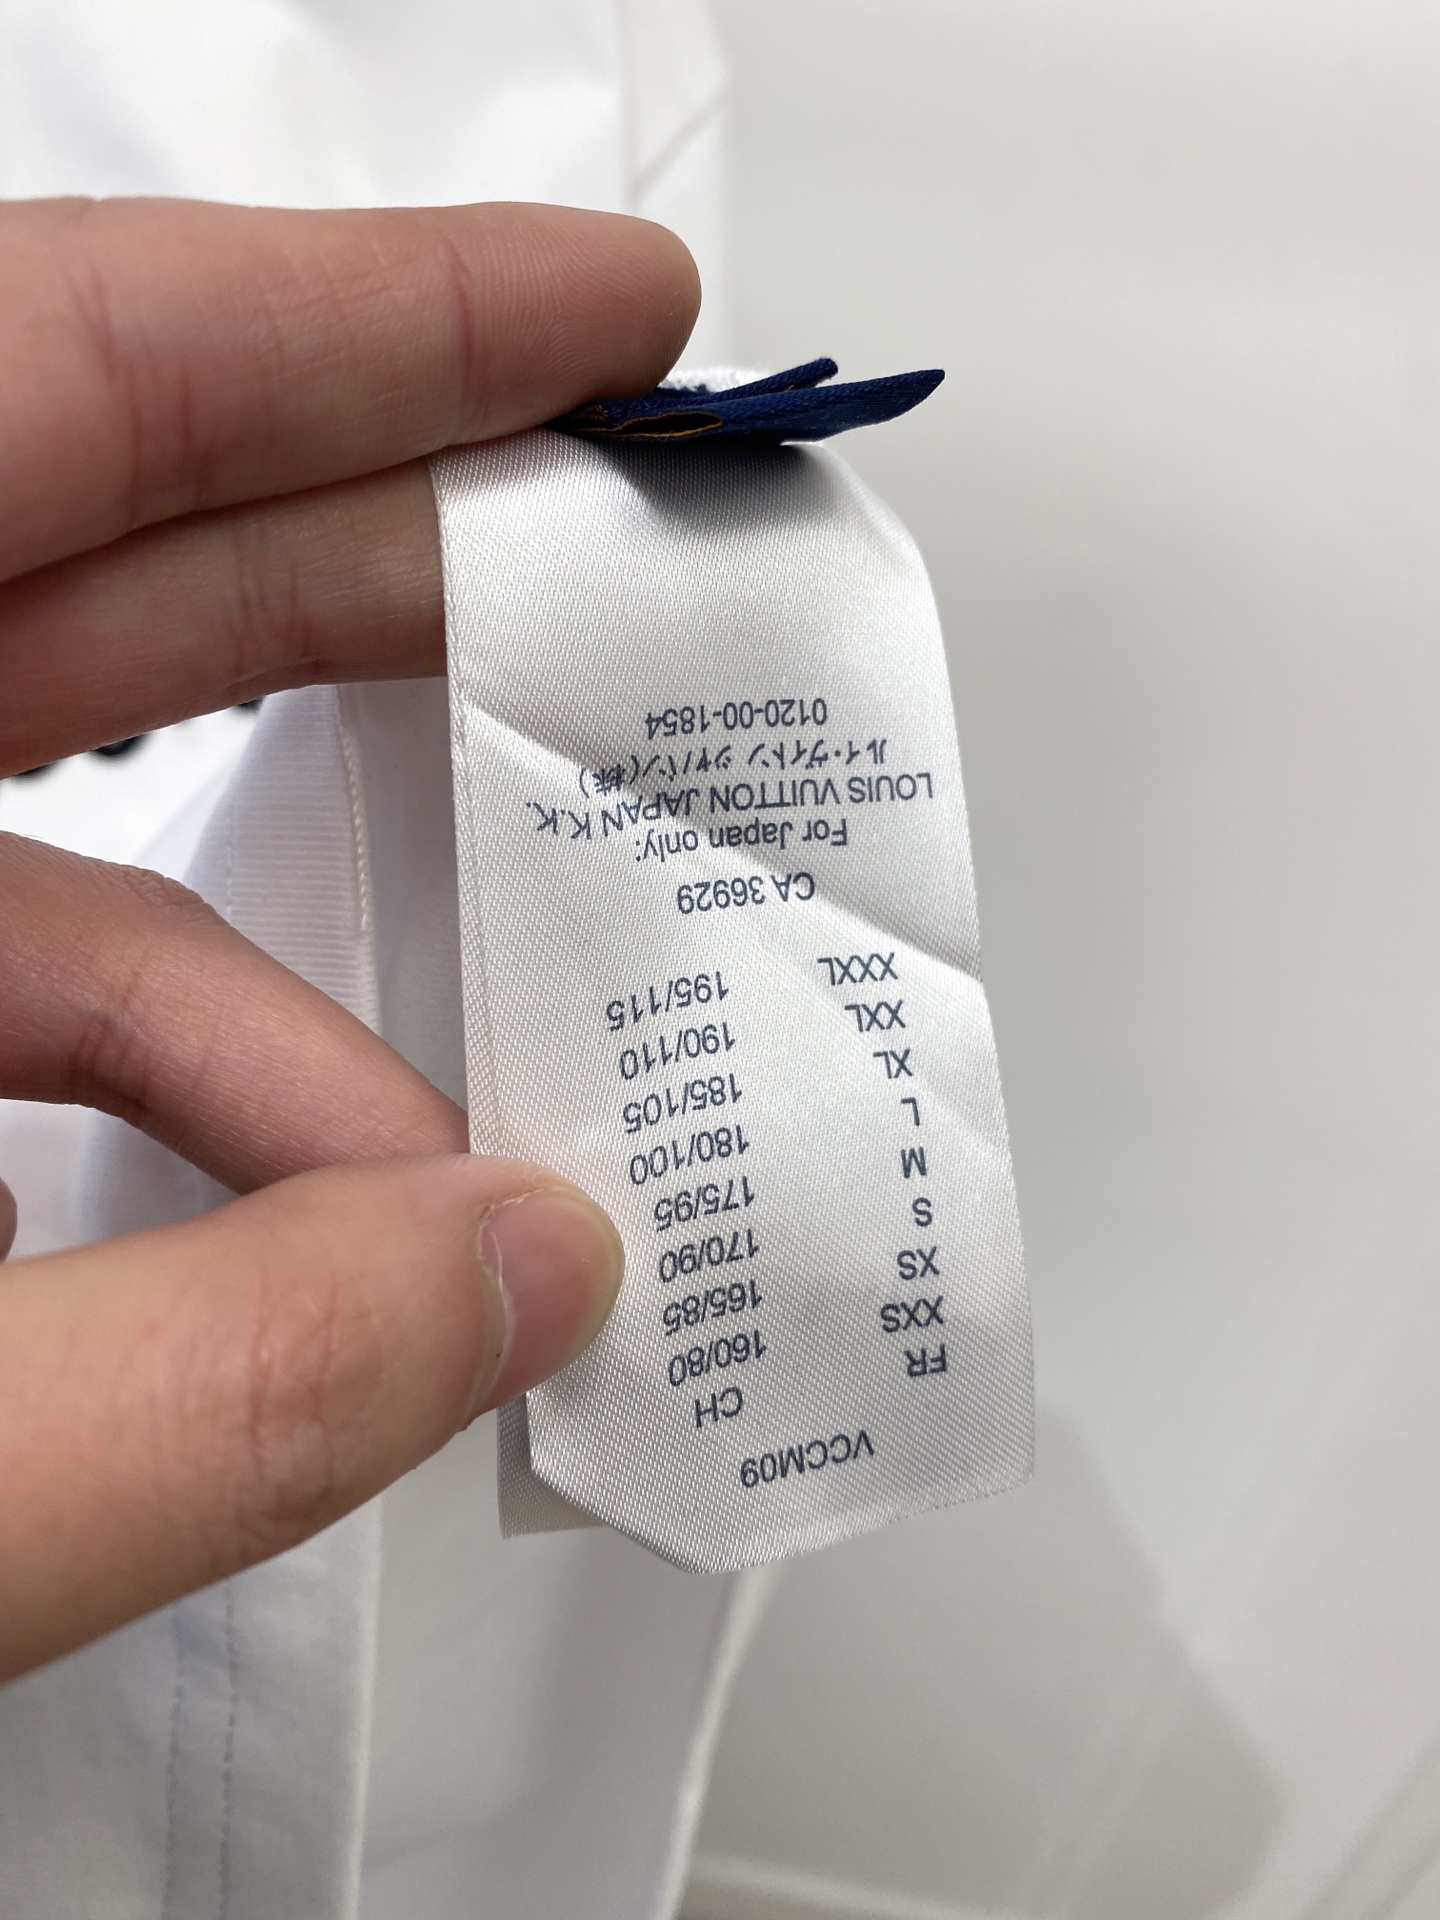 VCCM09
FR CH
XXS 160/80
XS 165/85
S 170/90
M 175/95
L 180/100
XL 185/105
XXL 190/110
XXXL 195/115
CA 36929
For Japan only:
LOUIS VUITTON JAPAN K.K.
ルイ・ヴィトン ジャパン(株)
0120-00-1854